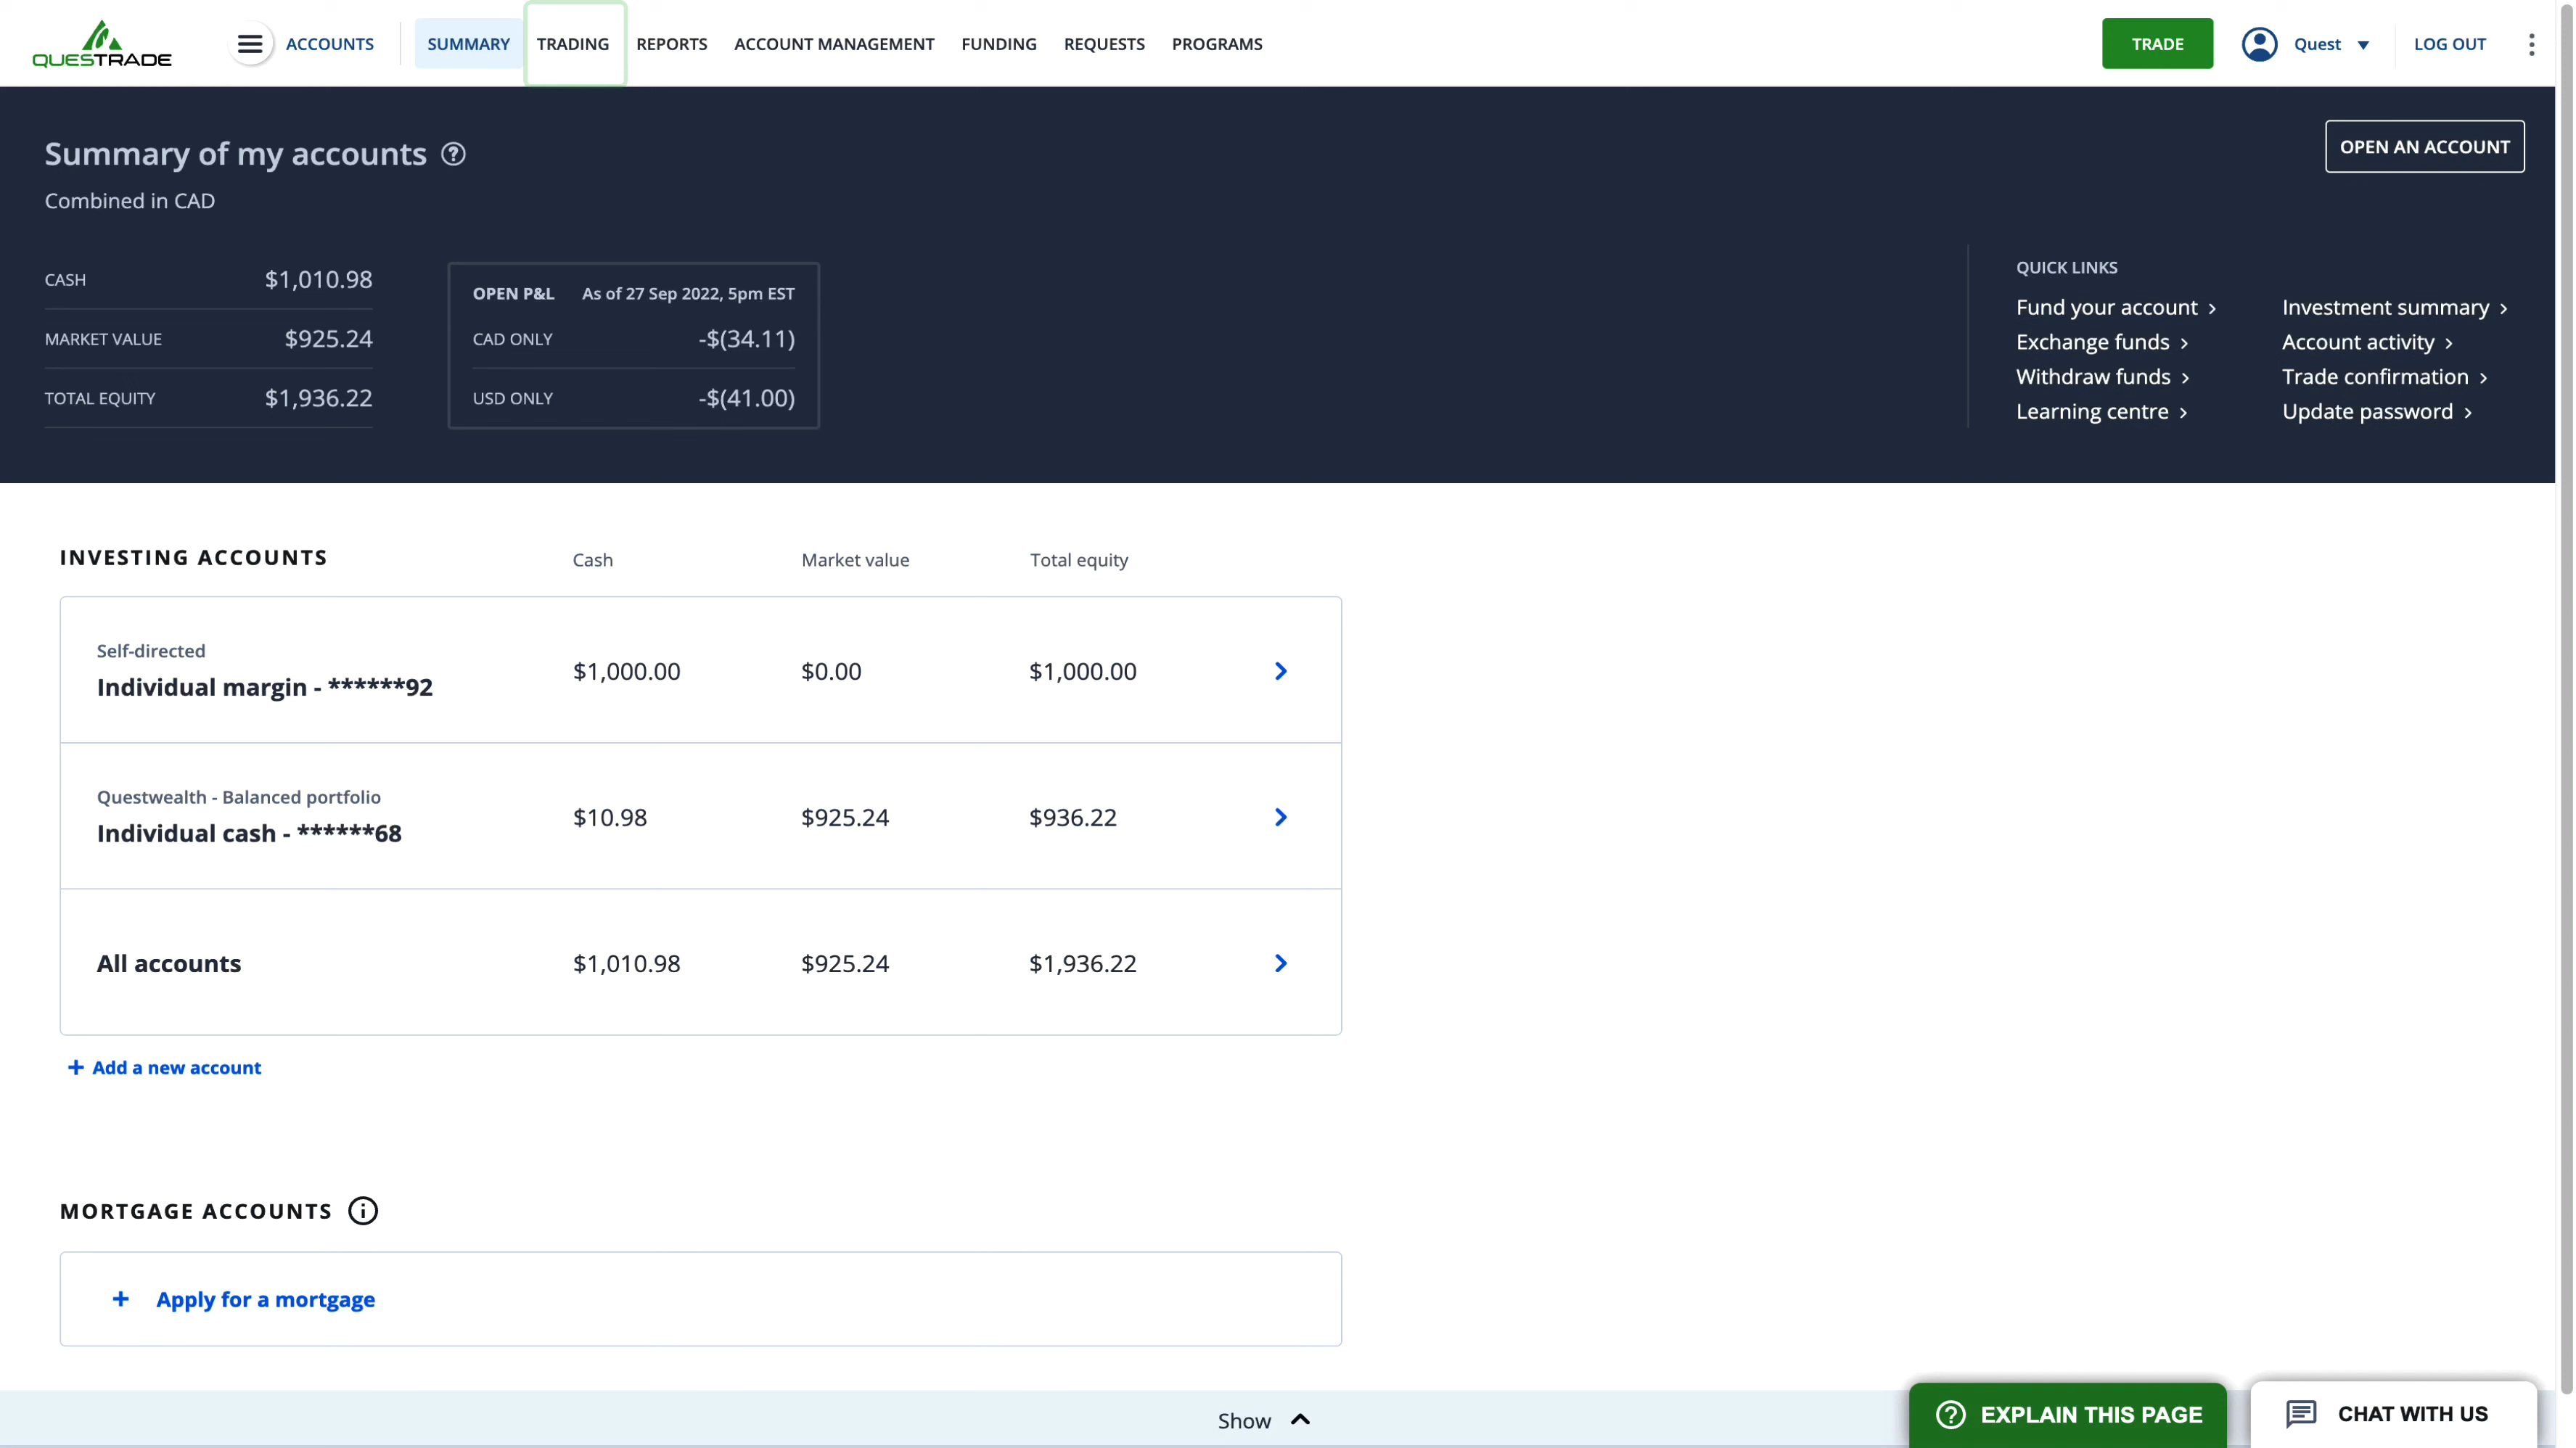 QUESTRADE
ACCOUNTS
SUMMARY
TRADING
REPORTS
ACCOUNT MANAGEMENT
FUNDING
REQUESTS
PROGRAMS
TRADE
Quest
LOG OUT
Summary of my accounts
OPEN AN ACCOUNT
Combined in CAD
CASH $1,010.98
MARKET VALUE $925.24
TOTAL EQUITY $1,936.22
OPEN P&L As of 27 Sep 2022, 5pm EST
CAD ONLY -$(34.11)
USD ONLY -$(41.00)
QUICK LINKS
Fund your account
Exchange funds
Withdraw funds
Learning centre
Investment summary
Account activity
Trade confirmation
Update password
INVESTING ACCOUNTS Cash Market value Total equity
Self-directed
Individual margin - ******92 $1,000.00 $0.00 $1,000.00
Questwealth - Balanced portfolio
Individual cash - ******68 $10.98 $925.24 $936.22
All accounts $1,010.98 $925.24 $1,936.22
+ Add a new account
MORTGAGE ACCOUNTS
+ Apply for a mortgage
Show
EXPLAIN THIS PAGE
CHAT WITH US